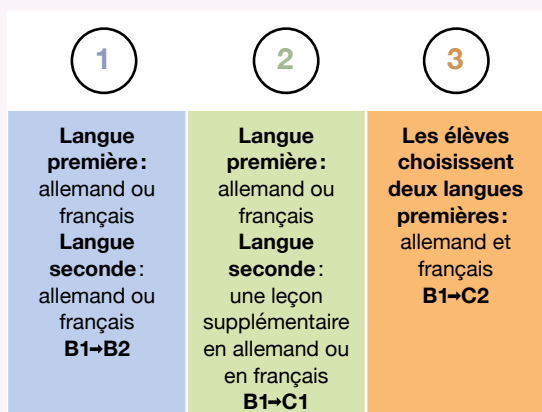 1
2
3
Langue
première :
allemand ou
français
Langue
seconde :
allemand ou
français
B1→B2
Langue
première :
allemand ou
français
Langue
seconde :
une leçon
supplémentaire
en allemand ou
en français
B1→C1
Les élèves
choisissent
deux langues
premières :
allemand et
français
B1→C2